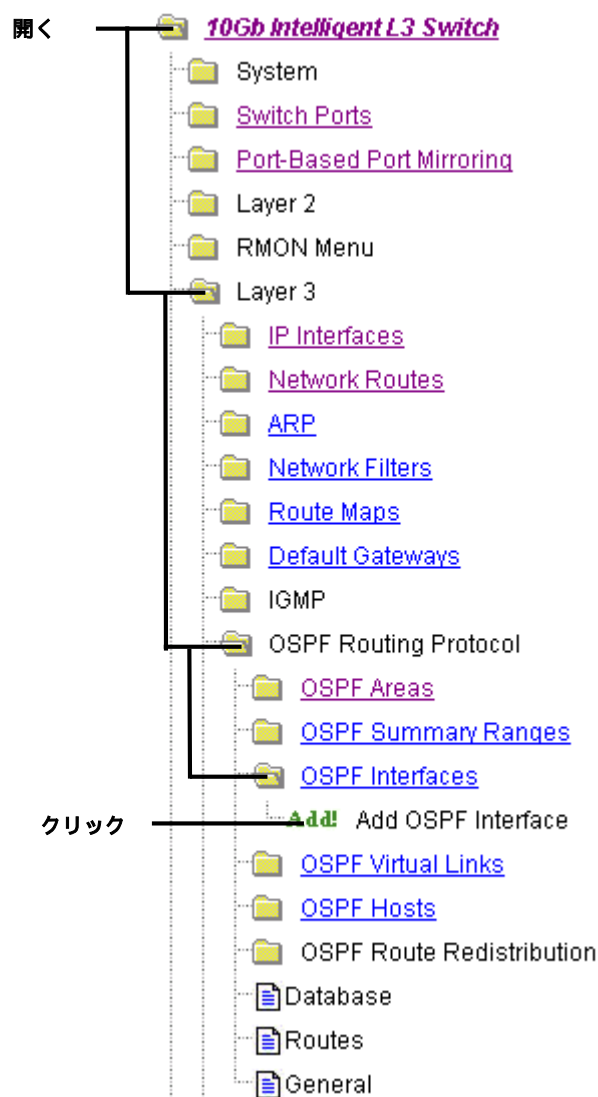 開く 10Gb Intelligent L3 Switch
System
Switch Ports
Port-Based Port Mirroring
Layer 2
RMON Menu
Layer 3
IP Interfaces
Network Routes
ARP
Network Filters
Route Maps
Default Gateways
IGMP
OSPF Routing Protocol
OSPF Areas
OSPF Summary Ranges
OSPF Interfaces
クリック Add! Add OSPF Interface
OSPF Virtual Links
OSPF Hosts
OSPF Route Redistribution
Database
Routes
General